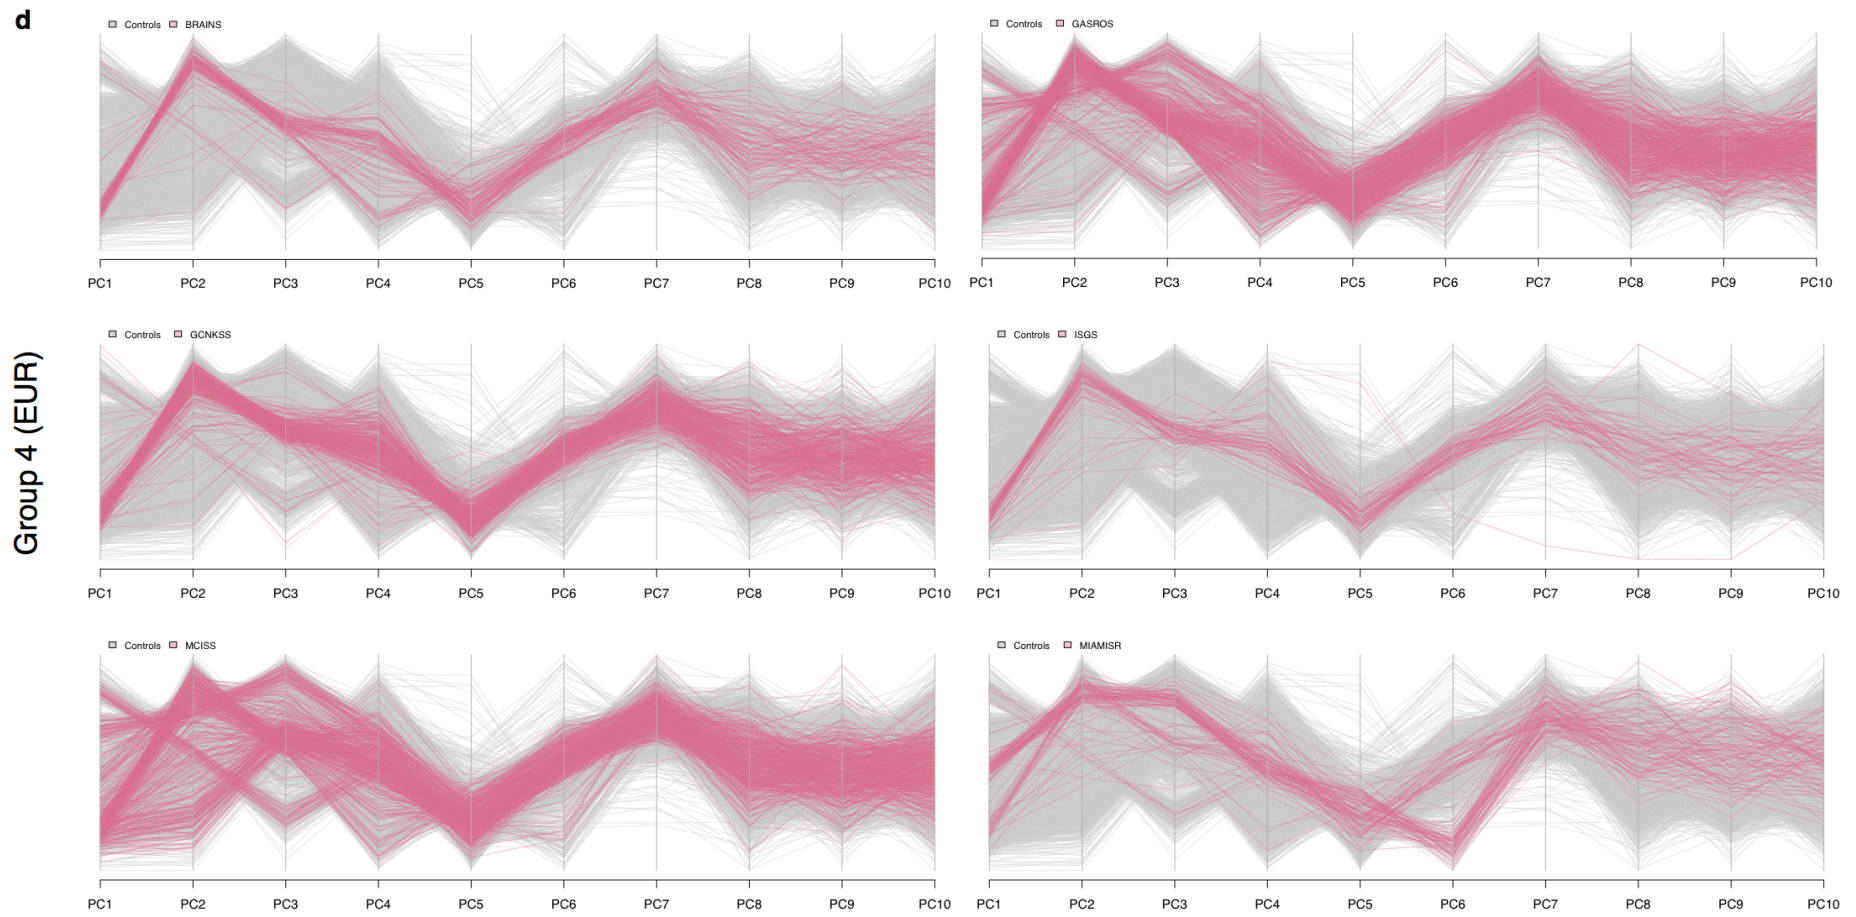 d
Controls BRAINS
Controls GASROS
PC1 PC2 PC3 PC4 PC5 PC6 PC7 PC8 PC9 PC10
PC1 PC2 PC3 PC4 PC5 PC6 PC7 PC8 PC9 PC10
Group 4 (EUR)
Controls GCNKSS
Controls ISGS
PC1 PC2 PC3 PC4 PC5 PC6 PC7 PC8 PC9 PC10
PC1 PC2 PC3 PC4 PC5 PC6 PC7 PC8 PC9 PC10
Controls MCISS
Controls MIAMISR
PC1 PC2 PC3 PC4 PC5 PC6 PC7 PC8 PC9 PC10
PC1 PC2 PC3 PC4 PC5 PC6 PC7 PC8 PC9 PC10